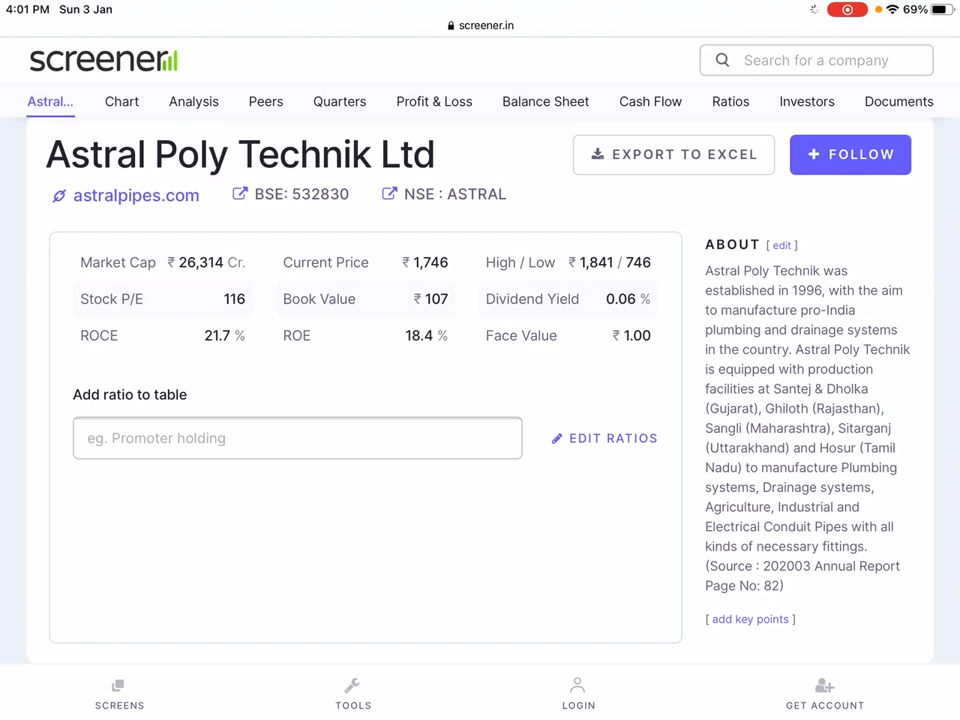 4:01 PM Sun 3 Jan 69%
screener.in
screener Search for a company
Astral... Chart Analysis Peers Quarters Profit & Loss Balance Sheet Cash Flow Ratios Investors Documents
Astral Poly Technik Ltd EXPORT TO EXCEL + FOLLOW
astralpipes.com BSE: 532830 NSE : ASTRAL
Market Cap ₹ 26,314 Cr. Current Price ₹ 1,746 High / Low ₹ 1,841 / 746
Stock P/E 116 Book Value ₹ 107 Dividend Yield 0.06 %
ROCE 21.7 % ROE 18.4 % Face Value ₹ 1.00
Add ratio to table
eg. Promoter holding EDIT RATIOS
ABOUT [ edit ]
Astral Poly Technik was
established in 1996, with the aim
to manufacture pro-India
plumbing and drainage systems
in the country. Astral Poly Technik
is equipped with production
facilities at Santej & Dholka
(Gujarat), Ghiloth (Rajasthan),
Sangli (Maharashtra), Sitarganj
(Uttarakhand) and Hosur (Tamil
Nadu) to manufacture Plumbing
systems, Drainage systems,
Agriculture, Industrial and
Electrical Conduit Pipes with all
kinds of necessary fittings.
(Source : 202003 Annual Report
Page No: 82)
[ add key points ]
SCREENS TOOLS LOGIN GET ACCOUNT